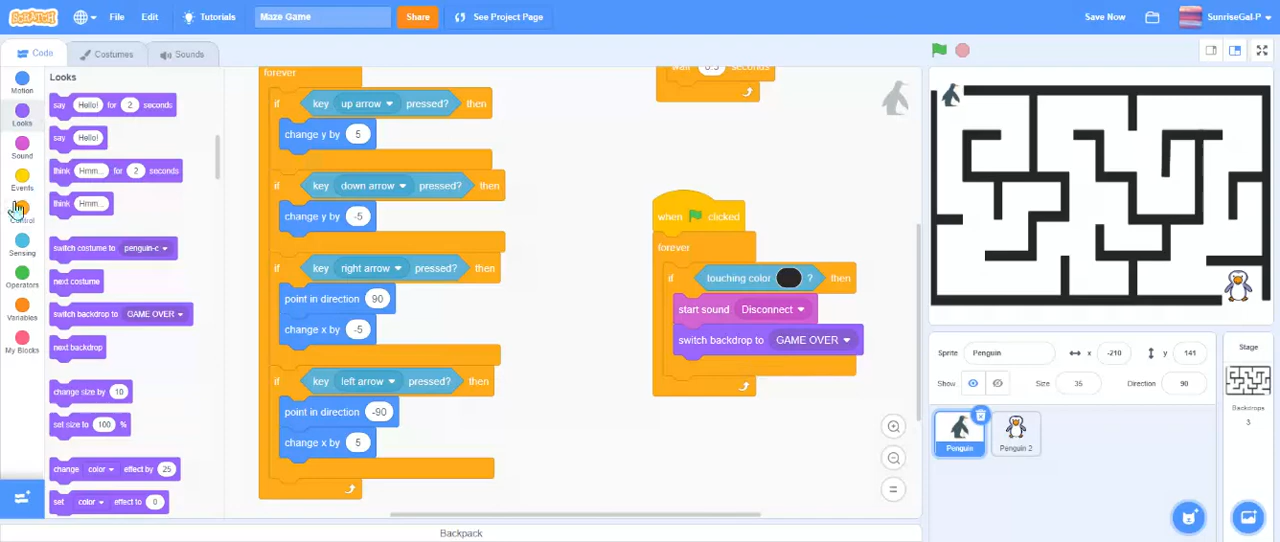 SCRATCH File Edit Tutorials Maze Game Share See Project Page Save Now SunriseGal-P
Code Costumes Sounds
Motion
Looks
Sound
Events
Control
Sensing
Operators
Variables
My Blocks
Looks
say Hello! for 2 seconds
say Hello!
think Hmm... for 2 seconds
think Hmm...
switch costume to penguin-c
next costume
switch backdrop to GAME OVER
next backdrop
change size by 10
set size to 100 %
change color effect by 25
set color effect to 0
forever
if key up arrow pressed? then
change y by 5
if key down arrow pressed? then
change y by -5
if key right arrow pressed? then
point in direction 90
change x by -5
if key left arrow pressed? then
point in direction -90
change x by 5
wait 0.5 seconds
when clicked
forever
if touching color ? then
start sound Disconnect
switch backdrop to GAME OVER
Sprite Penguin x -210 y 141
Show Size 35 Direction 90
Penguin
Penguin 2
Stage
Backdrops
3
Backpack